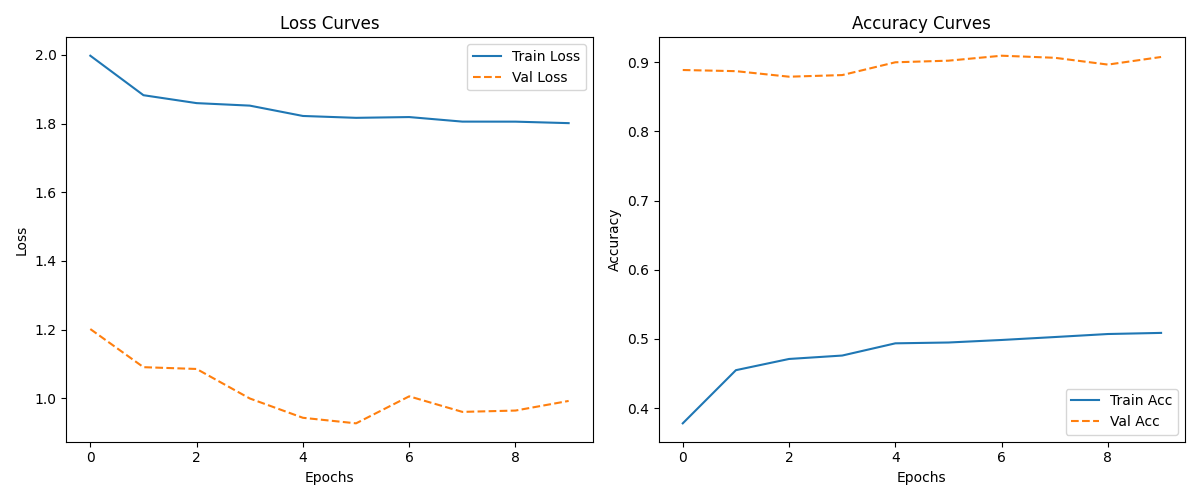 Loss Curves
2.0
1.8
1.6
1.4
1.2
1.0
Loss
0 2 4 6 8
Epochs
Train Loss
Val Loss
Accuracy Curves
0.9
0.8
0.7
0.6
0.5
0.4
Accuracy
0 2 4 6 8
Epochs
Train Acc
Val Acc